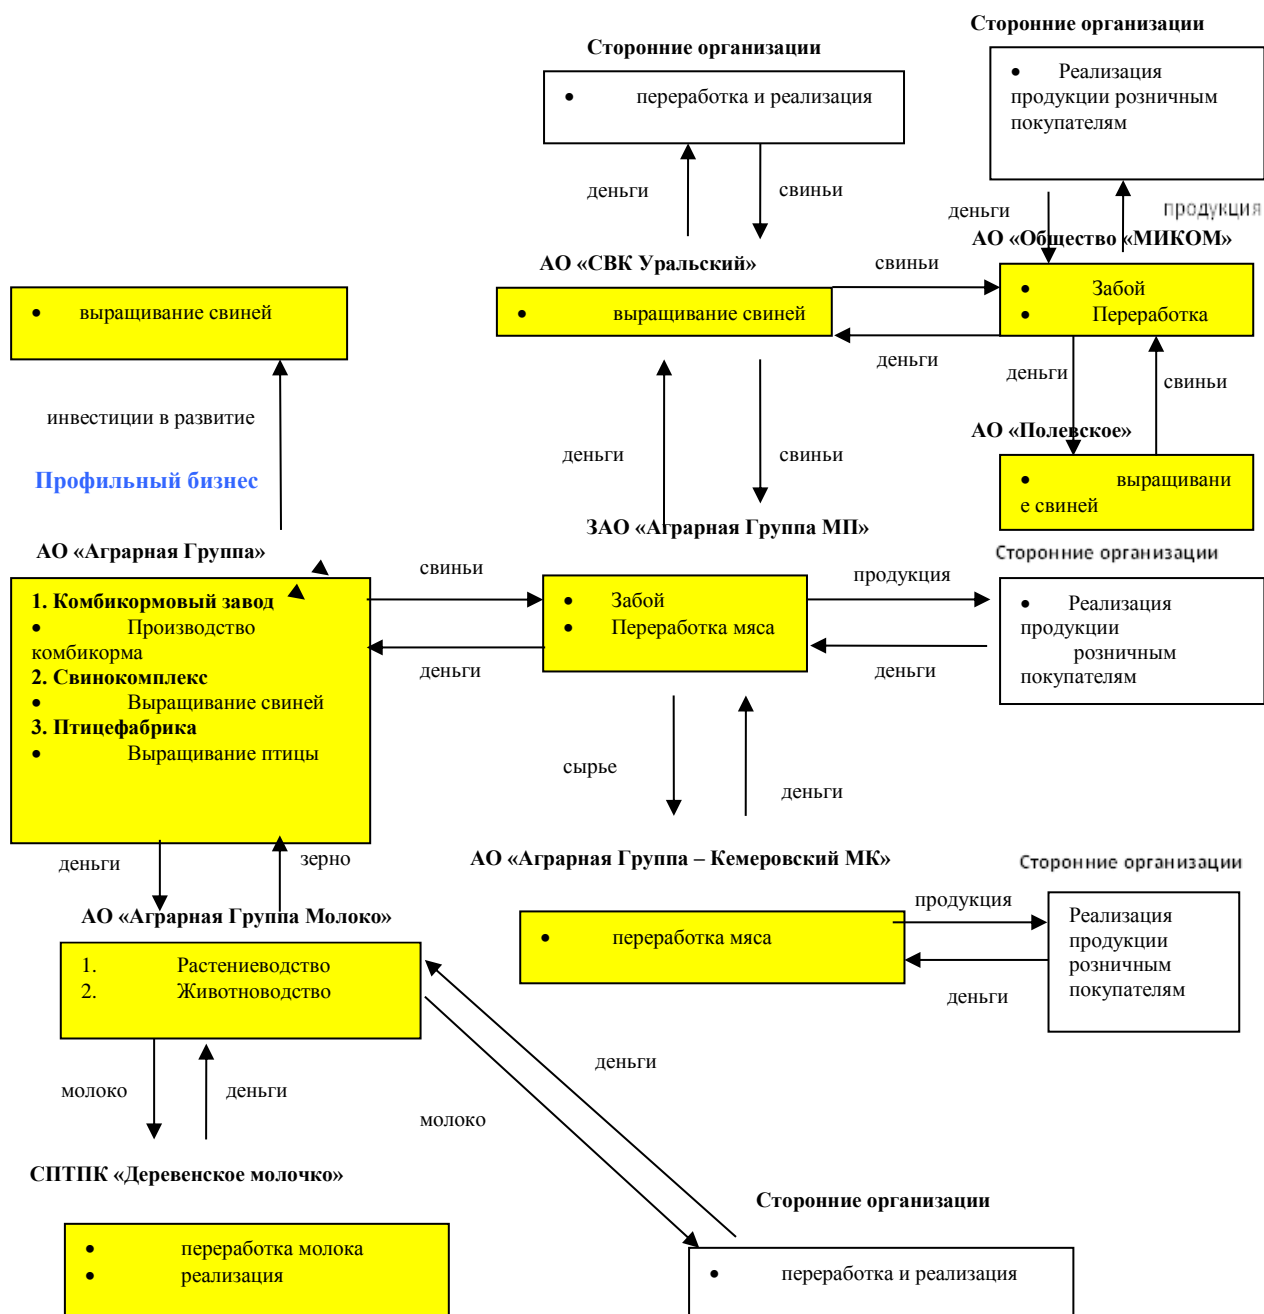 Сторонние организации
Сторонние организации
• переработка и реализация
• Реализация
продукции розничным
покупателям
деньги
свиньи
деньги
продукция
АО «СВК Уральский»
АО «Общество «МИКОМ»
свиньи
• выращивание свиней
• выращивание свиней
• Забой
• Переработка
деньги
деньги
свиньи
инвестиции в развитие
АО «Полевское»
деньги
свиньи
Профильный бизнес
• выращивани
е свиней
ЗАО «Аграрная Группа МП»
АО «Аграрная Группа»
Сторонние организации
свиньи
продукция
1. Комбикормовый завод
• Производство
комбикорма
2. Свинокомплекс
• Выращивание свиней
3. Птицефабрика
• Выращивание птицы
• Забой
• Переработка мяса
• Реализация
продукции
розничным
покупателям
деньги
деньги
сырье
деньги
деньги
зерно
АО «Аграрная Группа – Кемеровский МК»
Сторонние организации
АО «Аграрная Группа Молоко»
продукция
1. Растениеводство
2. Животноводство
• переработка мяса
Реализация
продукции
розничным
покупателям
деньги
деньги
молоко
деньги
молоко
СПТПК «Деревенское молочко»
Сторонние организации
• переработка молока
• реализация
• переработка и реализация